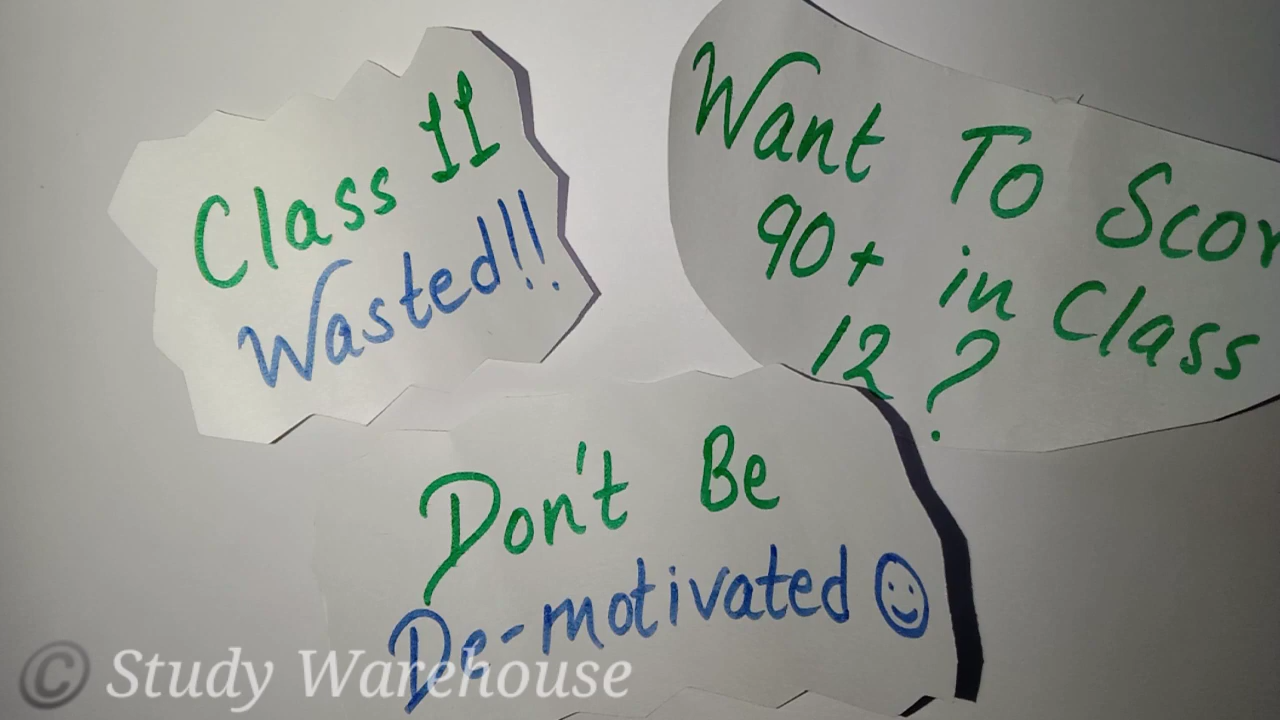 Class 11
Wasted!!
Want To Scor
90+ in Class
12 ?
Don't Be
De-motivated
© Study Warehouse